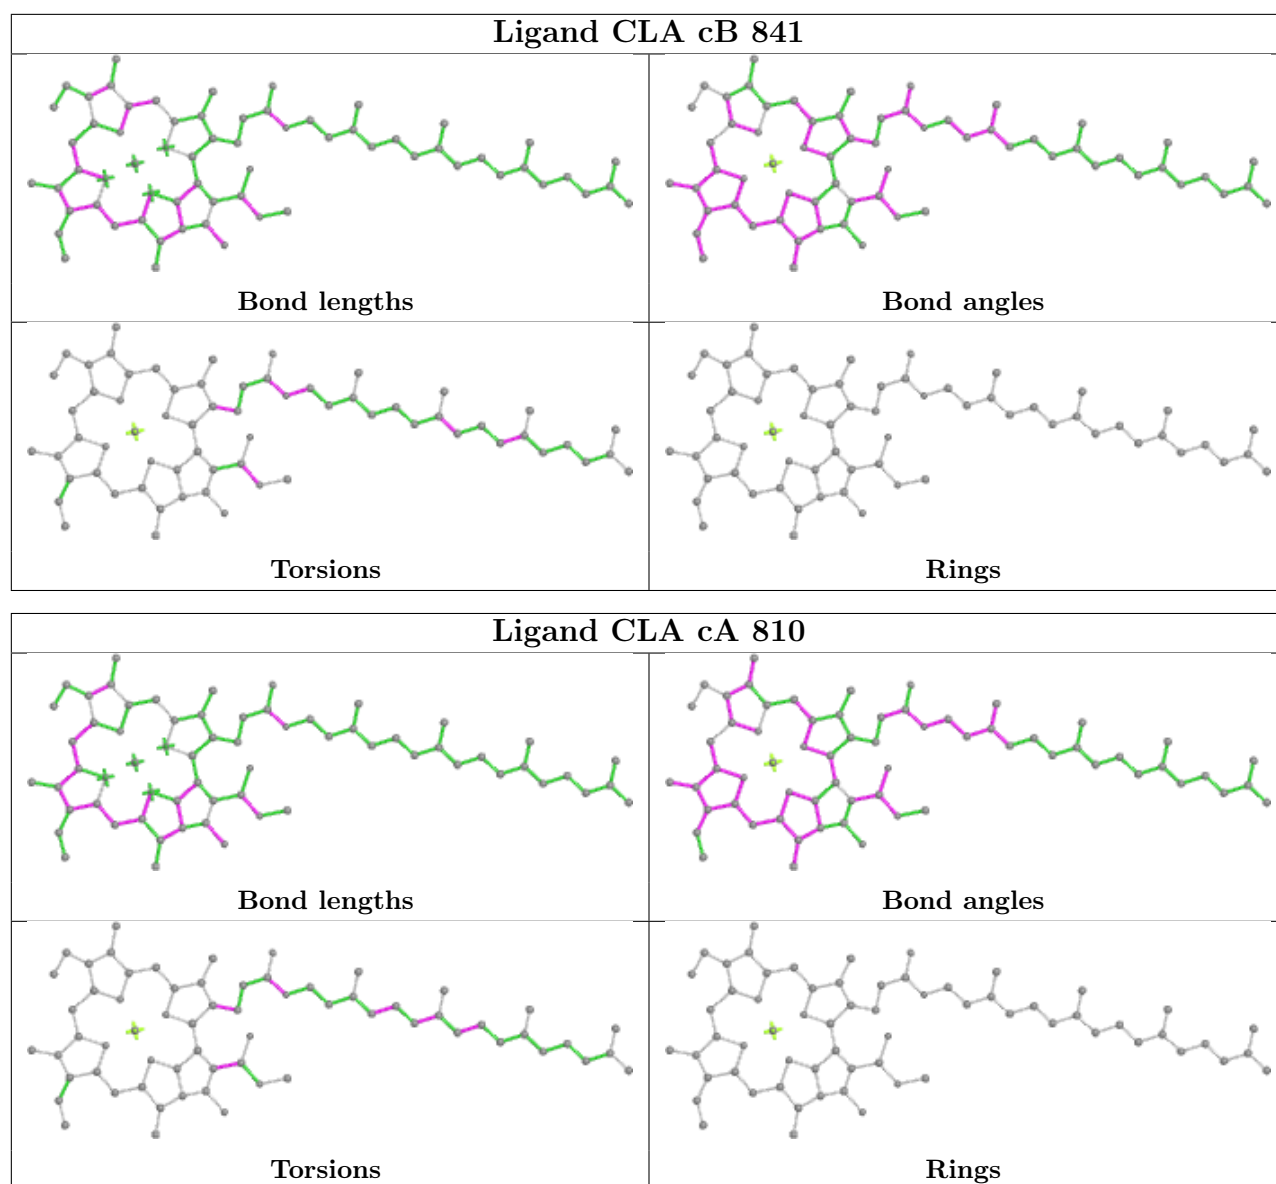 Ligand CLA cB 841
Bond lengths
Bond angles
Torsions
Rings
Ligand CLA cA 810
Bond lengths
Bond angles
Torsions
Rings